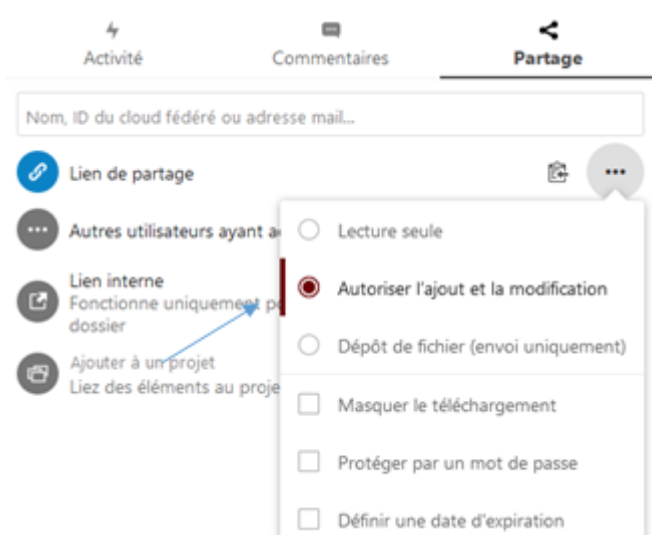 Activité
Commentaires
Partage
Nom, ID du cloud fédéré ou adresse mail...
Lien de partage
Autres utilisateurs ayant a
Lien interne
Fonctionne uniquement p
dossier
Ajouter à un projet
Liez des éléments au proje
Lecture seule
Autoriser l'ajout et la modification
Dépôt de fichier (envoi uniquement)
Masquer le téléchargement
Protéger par un mot de passe
Définir une date d'expiration